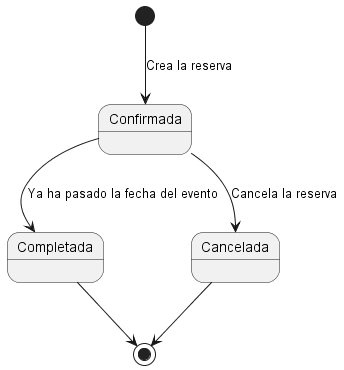 Crea la reserva
Confirmada
Ya ha pasado la fecha del evento
Cancela la reserva
Completada
Cancelada